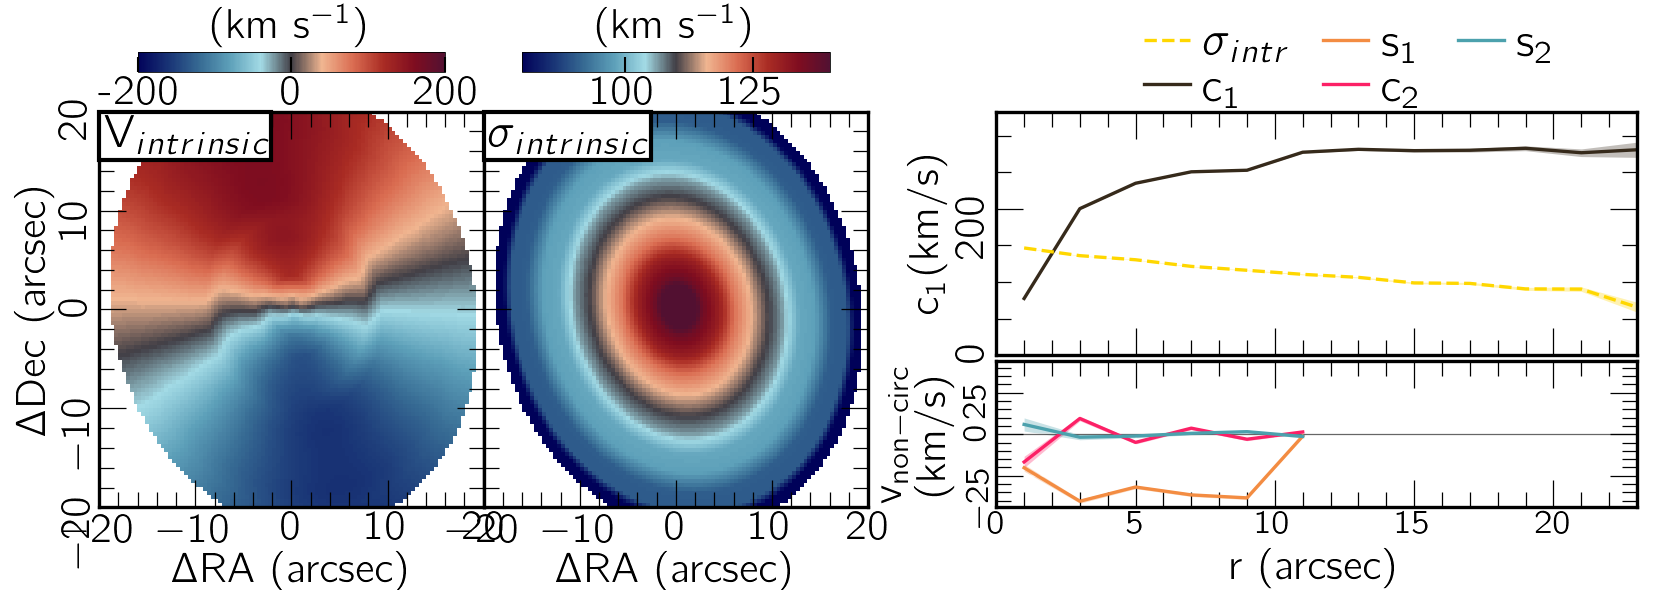 (km s⁻¹)
-200 0 200
(km s⁻¹)
100 125
V_intrinsic
σ_intrinsic
20
10
0
−10
−20
ΔDec (arcsec)
−20 −10 0 10 20
ΔRA (arcsec)
−20 −10 0 10 20
ΔRA (arcsec)
σ_intr s₁ s₂
c₁ c₂
200
0
c₁(km/s)
25
0
−25
v_non−circ
(km/s)
0 5 10 15 20
r (arcsec)